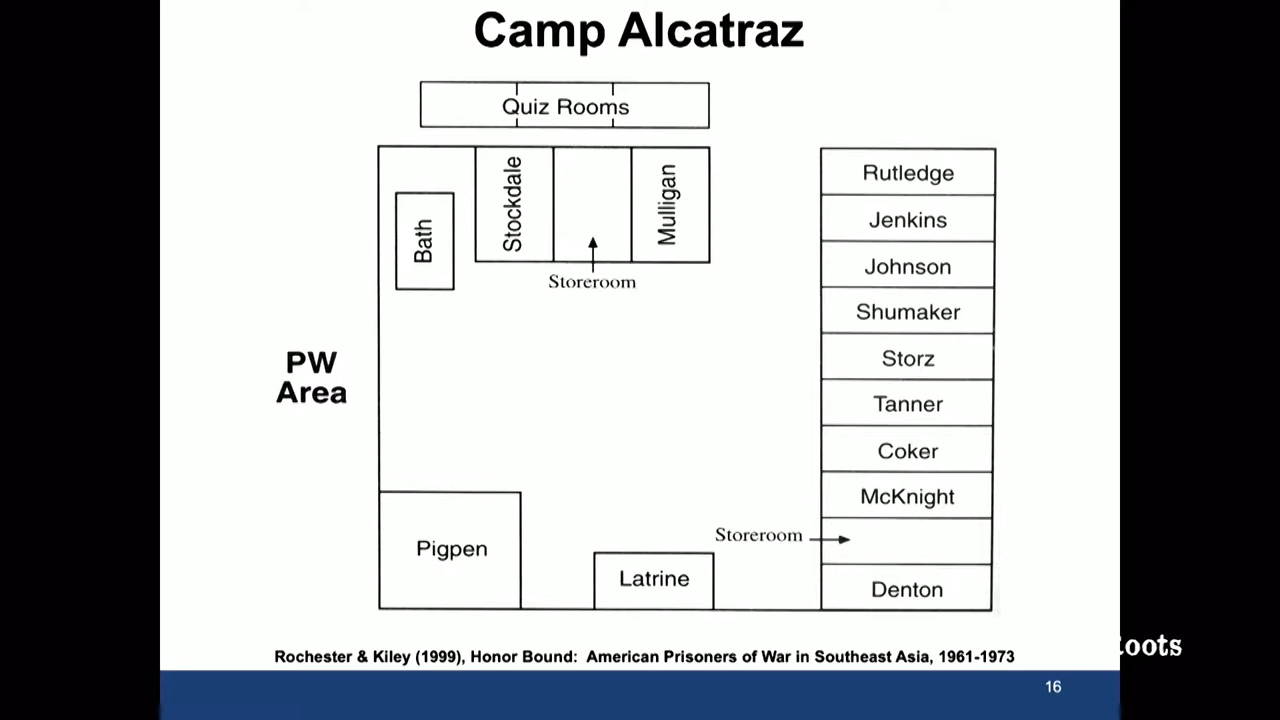 Camp Alcatraz
Quiz Rooms
Bath
Stockdale
Mulligan
Storeroom
Rutledge
Jenkins
Johnson
Shumaker
Storz
Tanner
Coker
McKnight
Storeroom
Denton
PW
Area
Pigpen
Latrine
Rochester & Kiley (1999), Honor Bound: American Prisoners of War in Southeast Asia, 1961-1973
16